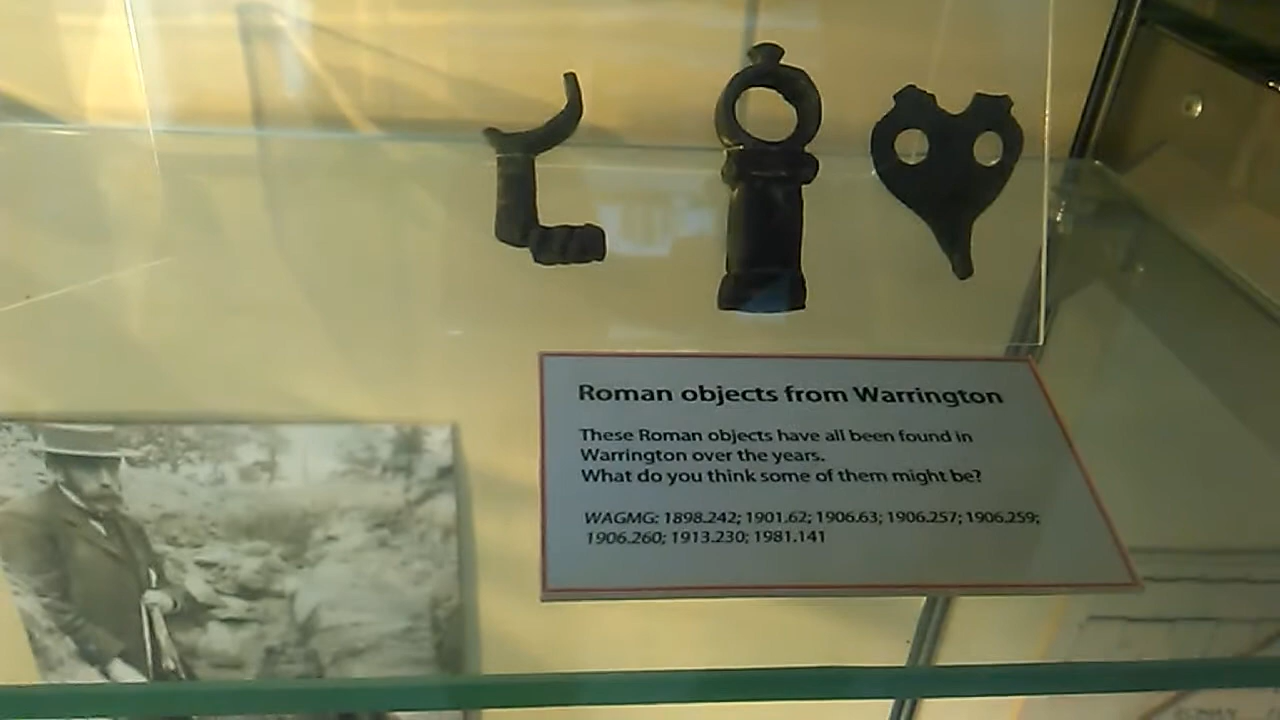 Roman objects from Warrington
These Roman objects have all been found in
Warrington over the years.
What do you think some of them might be?
WAGMG: 1898.242; 1901.62; 1906.63; 1906.257; 1906.259;
1906.260; 1913.230; 1981.141